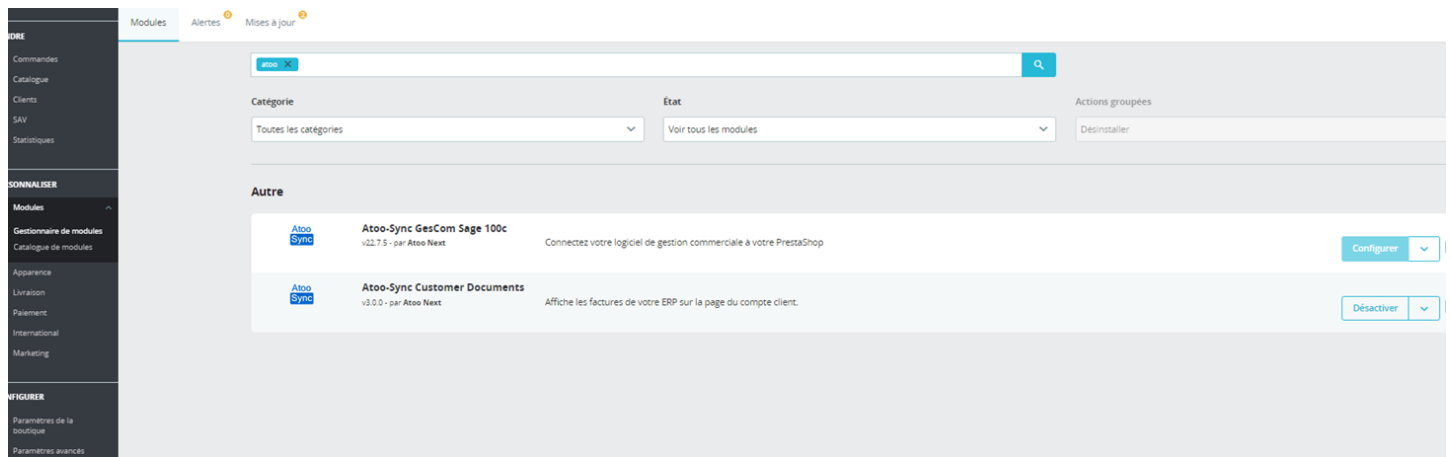 Modules
Alertes 0
Mises à jour 2
NDRE
Commandes
Catalogue
Clients
SAV
Statistiques
SONNALISER
Modules
Gestionnaire de modules
Catalogue de modules
Apparence
Livraison
Paiement
International
Marketing
NFIGURER
Paramètres de la
boutique
Paramètres avancés
atoo
Catégorie
Toutes les catégories
État
Voir tous les modules
Actions groupées
Désinstaller
Autre
Atoo
Sync
Atoo-Sync GesCom Sage 100c
v22.7.5 - par Atoo Next
Connectez votre logiciel de gestion commerciale à votre PrestaShop
Configurer
Atoo
Sync
Atoo-Sync Customer Documents
v3.0.0 - par Atoo Next
Affiche les factures de votre ERP sur la page du compte client.
Désactiver